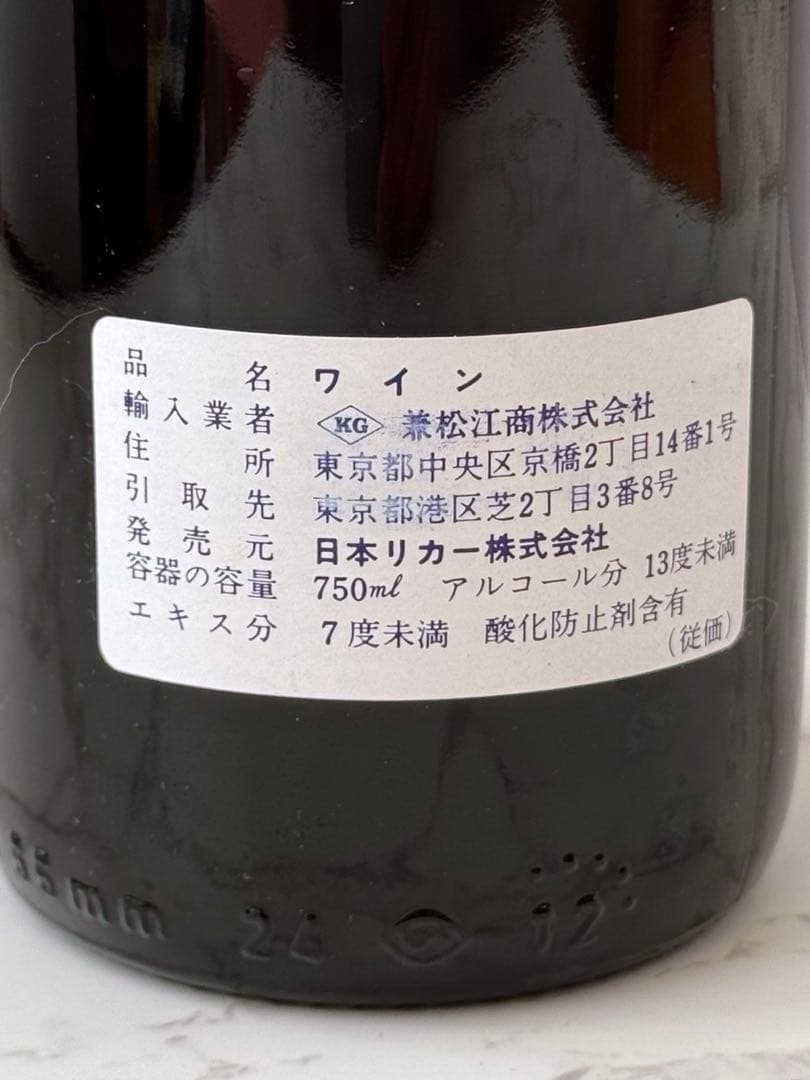 品名 ワイン
輸入業者 KG 兼松江商株式会社
住所 東京都中央区京橋2丁目14番1号
引取先 東京都港区芝2丁目3番8号
発売元 日本リカー株式会社
容器の容量 750ml アルコール分 13度未満
エキス分 7度未満 酸化防止剤含有
(従価)
55mm 24 12